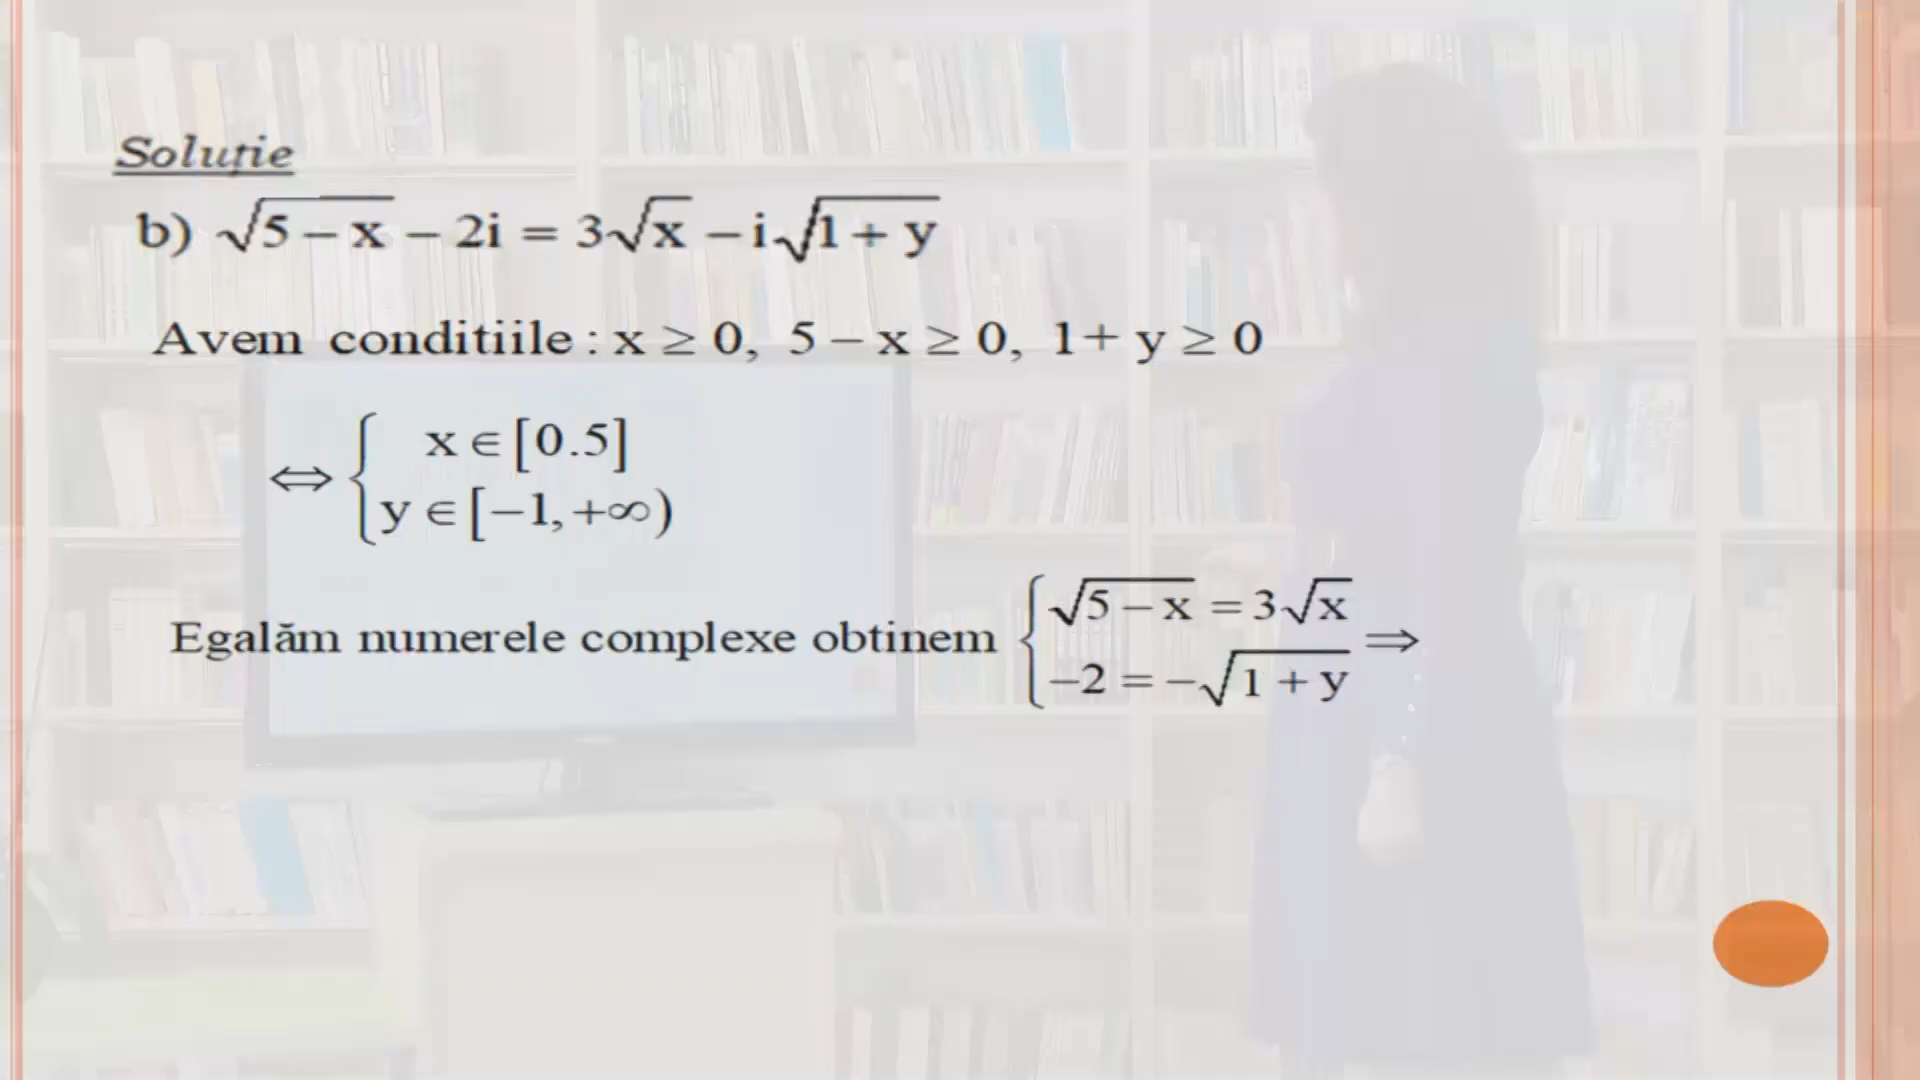 Soluție
b) √(5 − x) − 2i = 3√x − i√(1 + y)
Avem conditiile : x ≥ 0, 5 − x ≥ 0, 1 + y ≥ 0
⇔ { x ∈ [0.5]
y ∈ [−1, +∞)
Egalăm numerele complexe obtinem { √(5 − x) = 3√x
−2 = −√(1 + y) ⇒